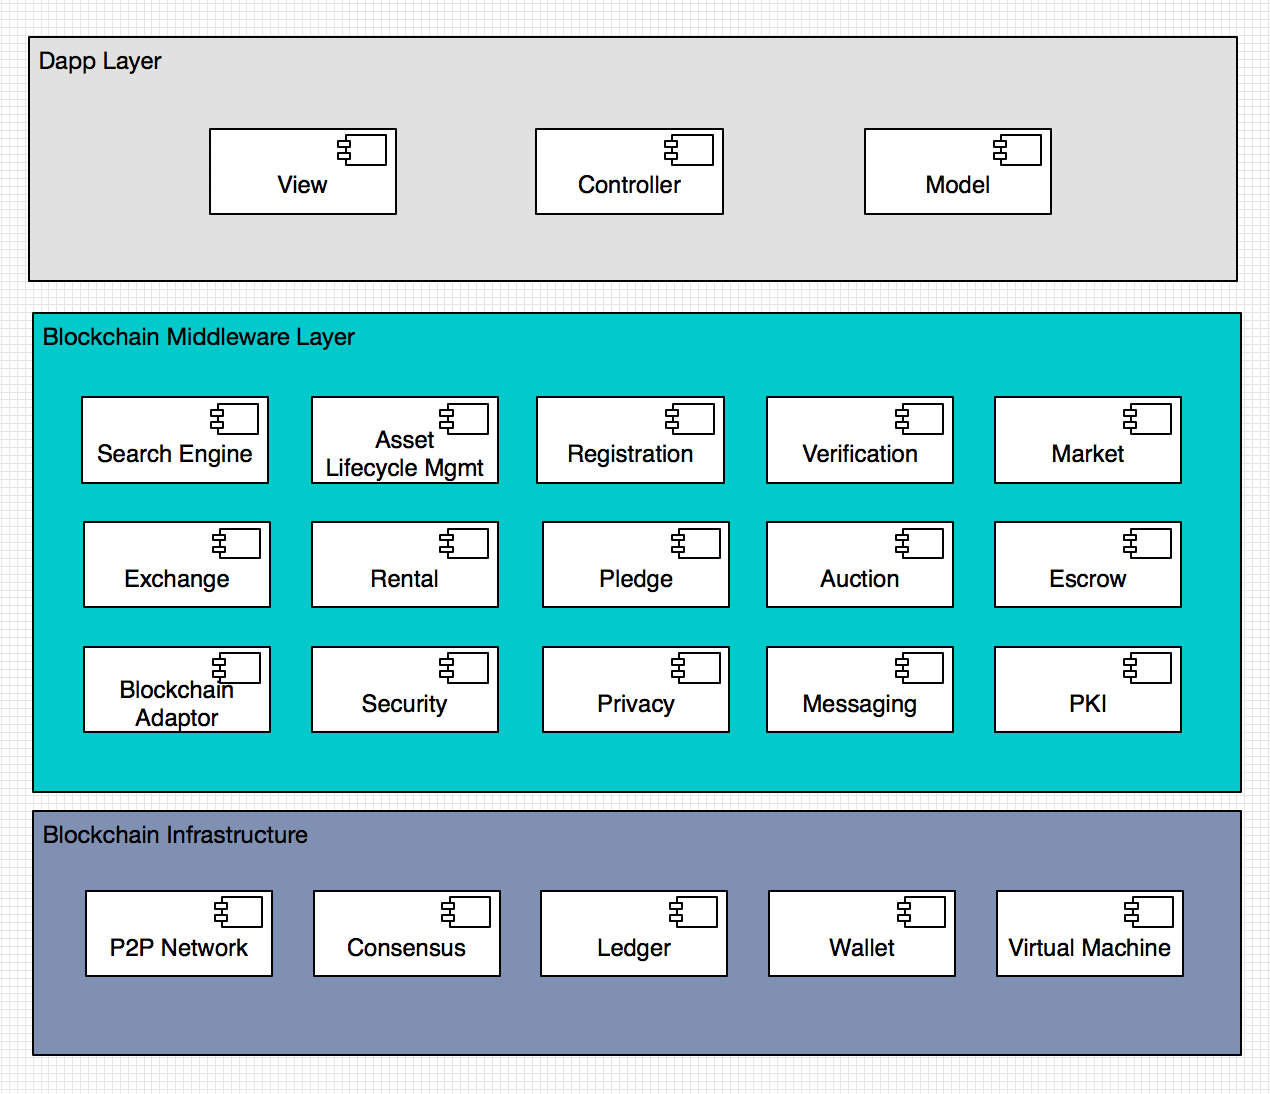 Dapp Layer
View
Controller
Model
Blockchain Middleware Layer
Search Engine
Asset
Lifecycle Mgmt
Registration
Verification
Market
Exchange
Rental
Pledge
Auction
Escrow
Blockchain
Adaptor
Security
Privacy
Messaging
PKI
Blockchain Infrastructure
P2P Network
Consensus
Ledger
Wallet
Virtual Machine